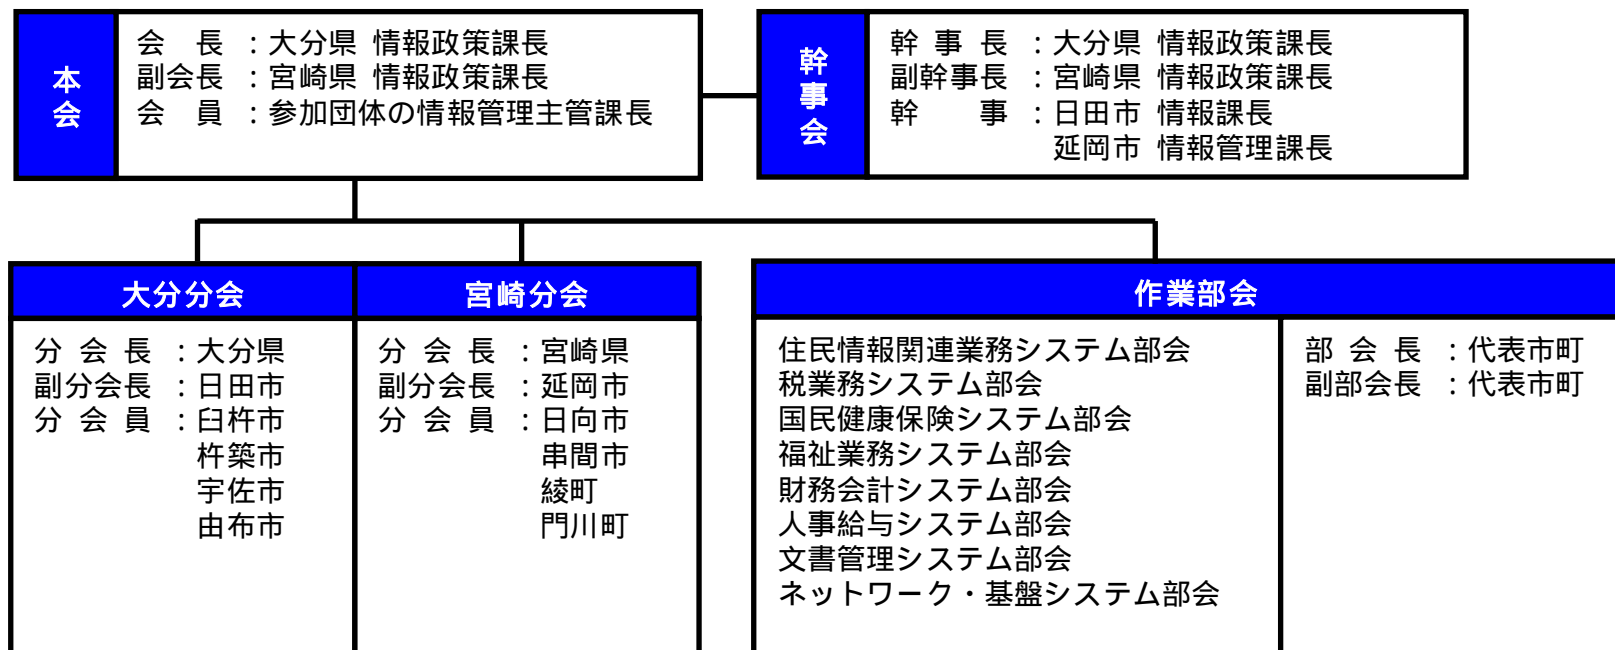 本会
会　長 ：大分県 情報政策課長
副会長 ：宮崎県 情報政策課長
会　員 ：参加団体の情報管理主管課長
幹事会
幹 事 長 ：大分県 情報政策課長
副幹事長 ：宮崎県 情報政策課長
幹　　事 ：日田市 情報課長
延岡市 情報管理課長
大分分会
分 会 長 ：大分県
副分会長 ：日田市
分 会 員 ：臼杵市
杵築市
宇佐市
由布市
宮崎分会
分 会 長 ：宮崎県
副分会長 ：延岡市
分 会 員 ：日向市
串間市
綾町
門川町
作業部会
住民情報関連業務システム部会
税業務システム部会
国民健康保険システム部会
福祉業務システム部会
財務会計システム部会
人事給与システム部会
文書管理システム部会
ネットワーク・基盤システム部会
部 会 長 ：代表市町
副部会長 ：代表市町